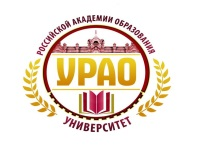 РОССИЙСКОЙ АКАДЕМИИ ОБРАЗОВАНИЯ
УРАО
УНИВЕРСИТЕТ